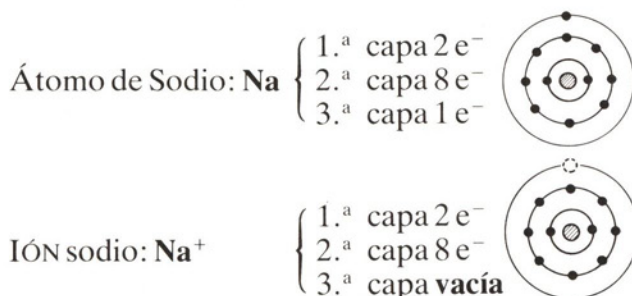 1.ª capa 2 e⁻
Átomo de Sodio: Na 2.ª capa 8 e⁻
3.ª capa 1 e⁻
1.ª capa 2 e⁻
IÓN sodio: Na⁺ 2.ª capa 8 e⁻
3.ª capa vacía